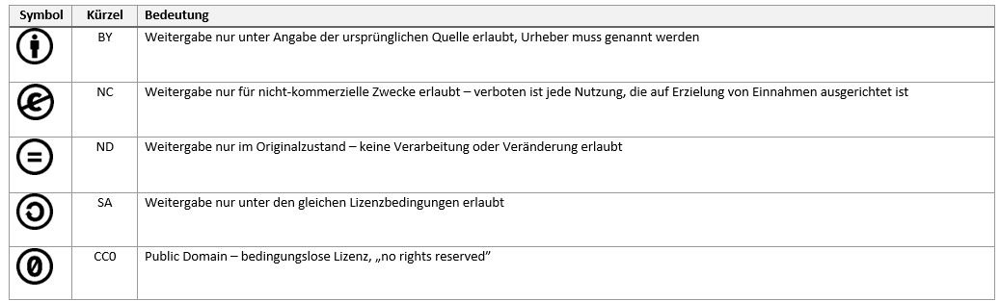 Symbol Kürzel Bedeutung
BY Weitergabe nur unter Angabe der ursprünglichen Quelle erlaubt, Urheber muss genannt werden
NC Weitergabe nur für nicht-kommerzielle Zwecke erlaubt – verboten ist jede Nutzung, die auf Erzielung von Einnahmen ausgerichtet ist
ND Weitergabe nur im Originalzustand – keine Verarbeitung oder Veränderung erlaubt
SA Weitergabe nur unter den gleichen Lizenzbedingungen erlaubt
CC0 Public Domain – bedingungslose Lizenz, „no rights reserved”